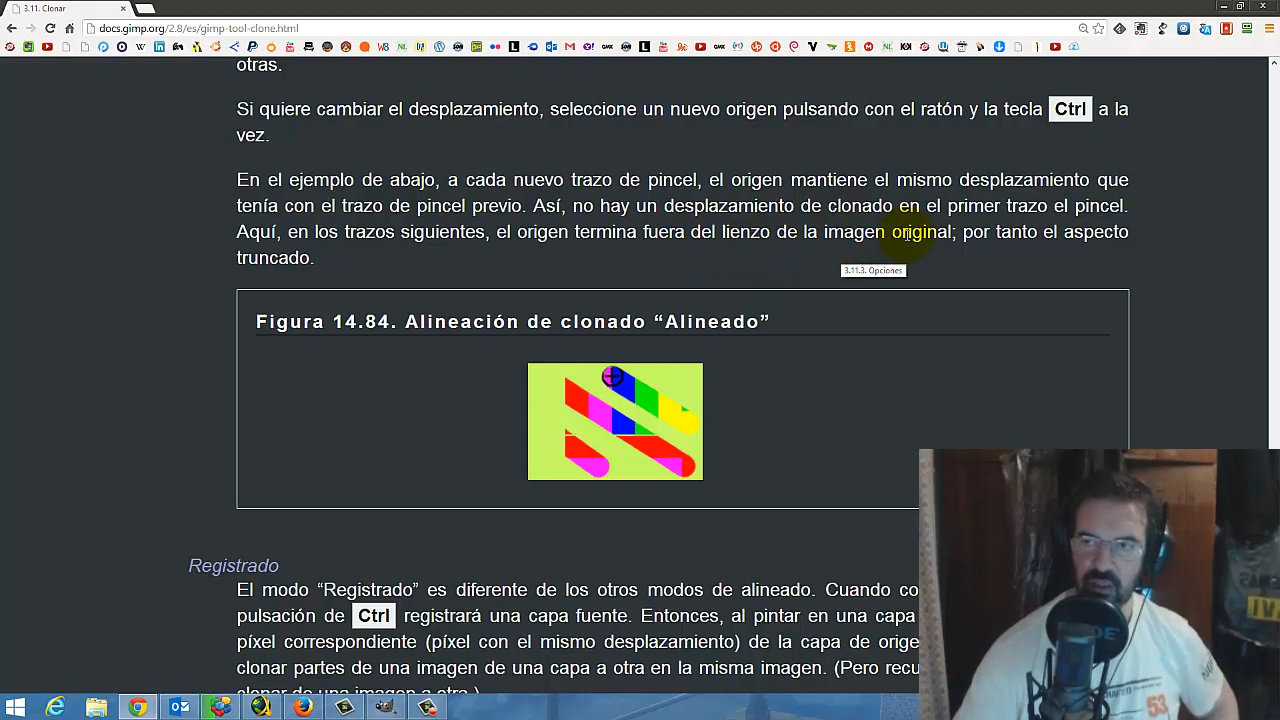 3.11. Clonar
docs.gimp.org/2.8/es/gimp-tool-clone.html
otras.
Si quiere cambiar el desplazamiento, seleccione un nuevo origen pulsando con el ratón y la tecla Ctrl a la
vez.
En el ejemplo de abajo, a cada nuevo trazo de pincel, el origen mantiene el mismo desplazamiento que
tenía con el trazo de pincel previo. Así, no hay un desplazamiento de clonado en el primer trazo el pincel.
Aquí, en los trazos siguientes, el origen termina fuera del lienzo de la imagen original; por tanto el aspecto
truncado.
3.11.3. Opciones
Figura 14.84. Alineación de clonado “Alineado”
Registrado
El modo “Registrado” es diferente de los otros modos de alineado. Cuando
pulsación de Ctrl registrará una capa fuente. Entonces, al pintar en una capa
píxel correspondiente (píxel con el mismo desplazamiento) de la capa de
clonar partes de una imagen de una capa a otra en la misma imagen. (Pero
clonar de una imagen a otra.)
53